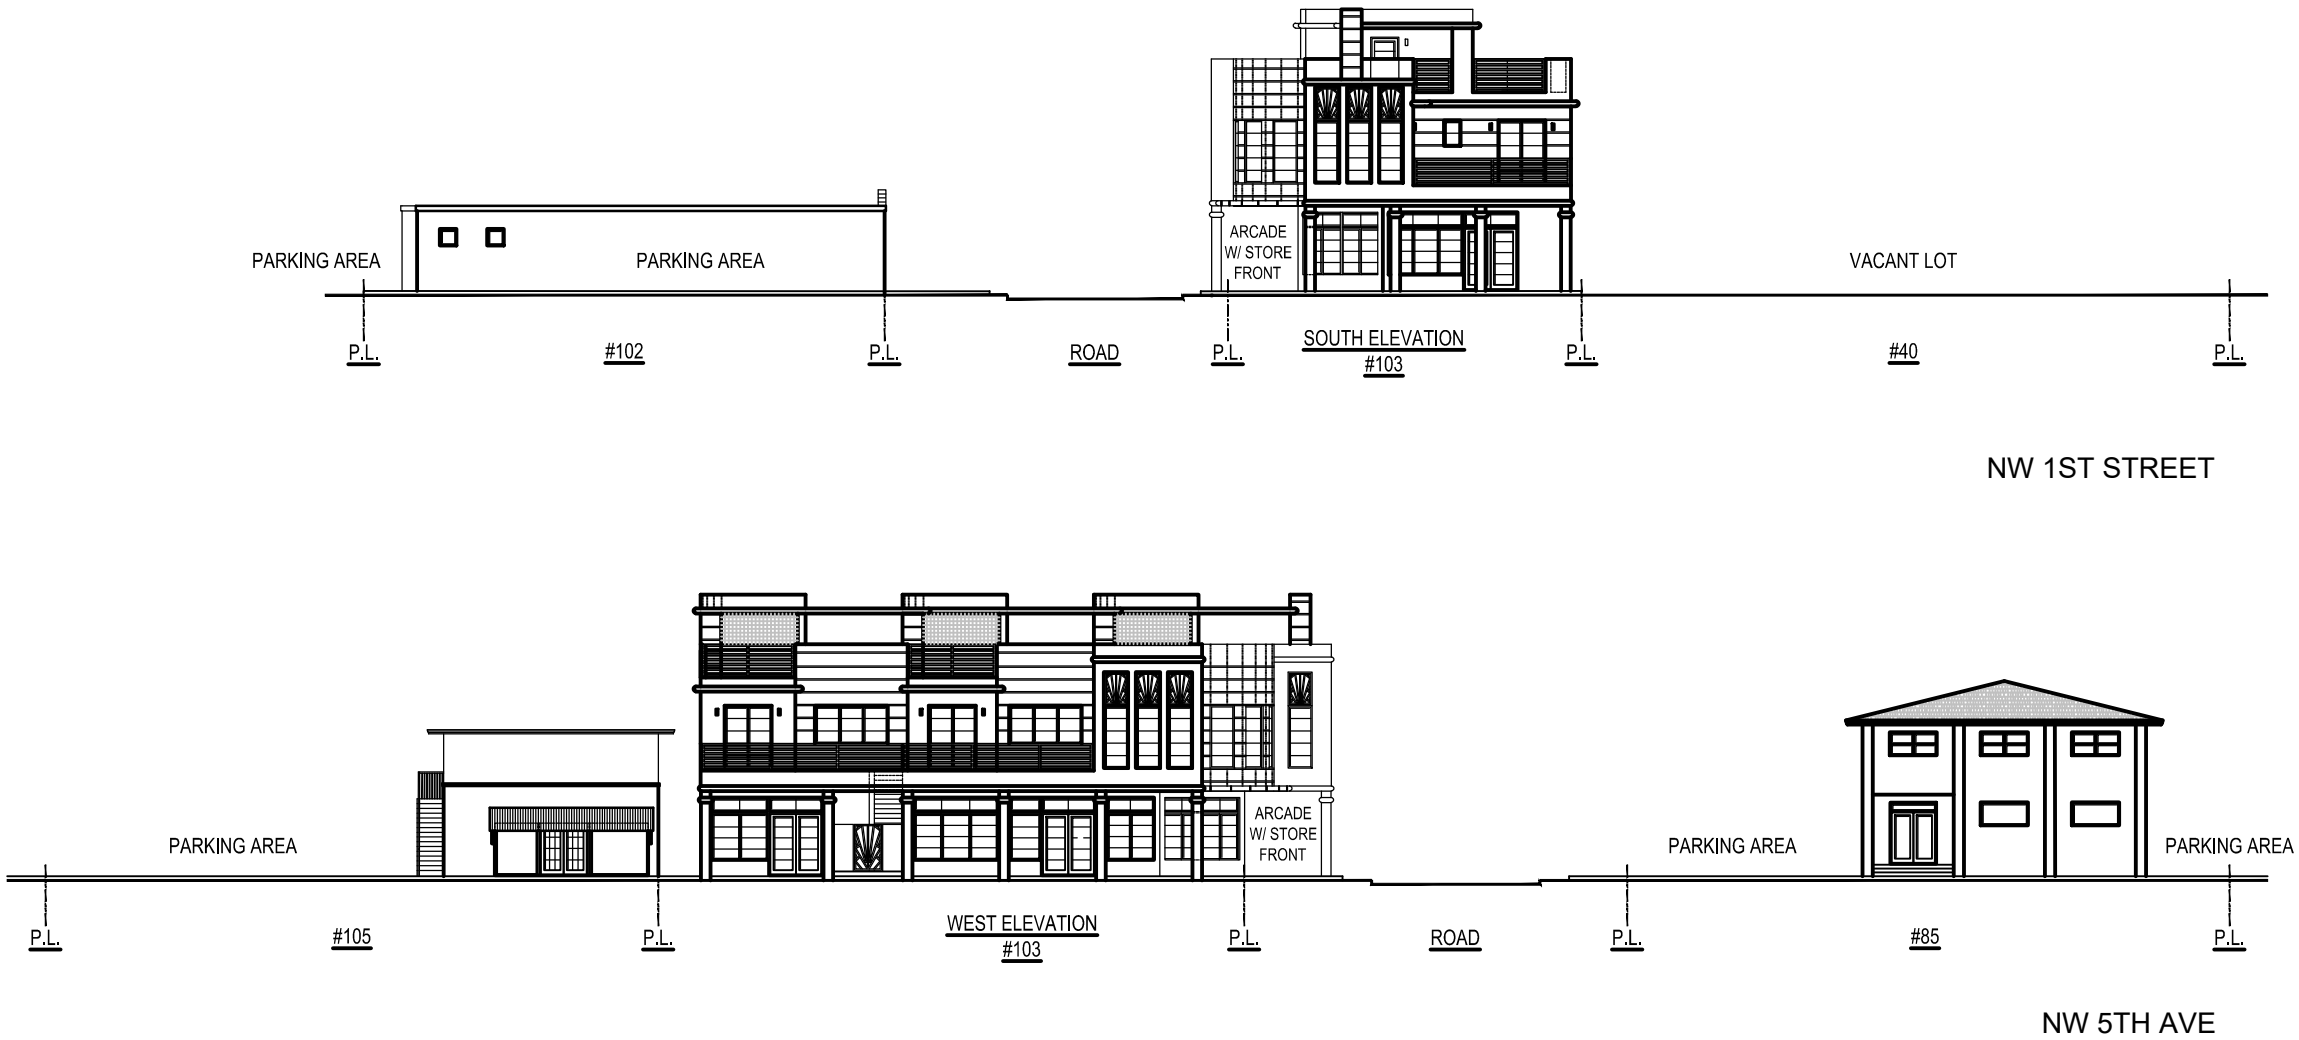 ARCADE
W/ STORE
FRONT
PARKING AREA
PARKING AREA
VACANT LOT
P.L.
#102
P.L.
ROAD
P.L.
SOUTH ELEVATION
#103
P.L.
#40
P.L.
NW 1ST STREET
ARCADE
W/ STORE
FRONT
PARKING AREA
PARKING AREA
PARKING AREA
P.L.
#105
P.L.
WEST ELEVATION
#103
P.L.
ROAD
P.L.
#85
P.L.
NW 5TH AVE